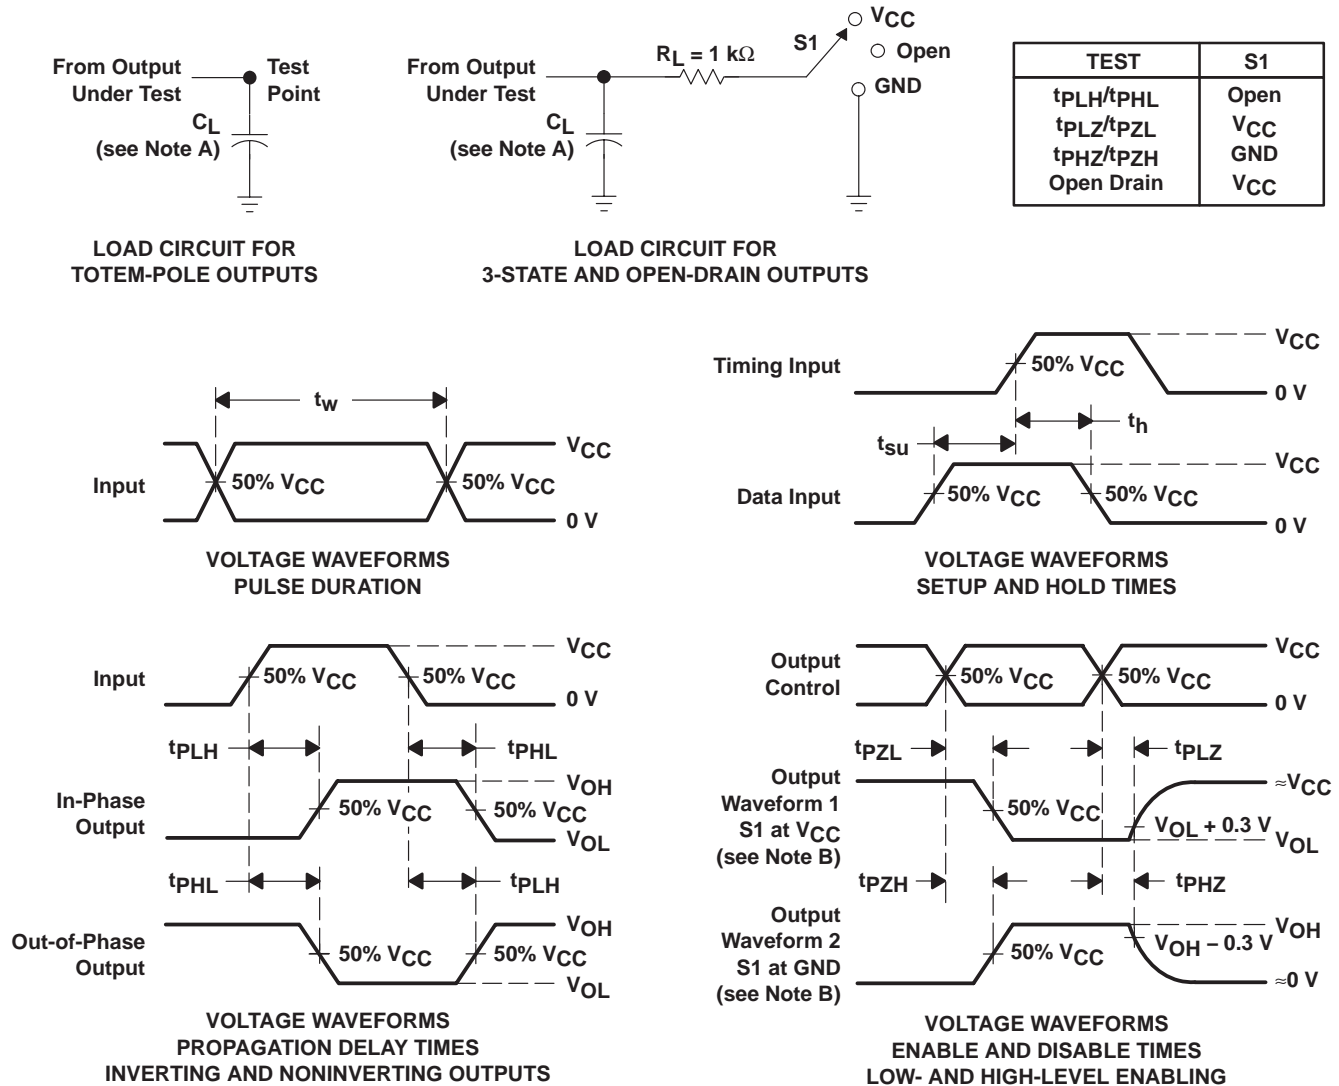 From Output
Under Test
Test
Point
CL
(see Note A)
LOAD CIRCUIT FOR
TOTEM-POLE OUTPUTS
From Output
Under Test
CL
(see Note A)
RL = 1 kΩ
S1
VCC
Open
GND
LOAD CIRCUIT FOR
3-STATE AND OPEN-DRAIN OUTPUTS
TEST S1
tPLH/tPHL Open
tPLZ/tPZL VCC
tPHZ/tPZH GND
Open Drain VCC
tw
Input
50% VCC
50% VCC
VCC
0 V
VOLTAGE WAVEFORMS
PULSE DURATION
Timing Input
50% VCC
VCC
0 V
tsu
th
Data Input
50% VCC
50% VCC
VCC
0 V
VOLTAGE WAVEFORMS
SETUP AND HOLD TIMES
Input
50% VCC
50% VCC
VCC
0 V
tPLH
tPHL
In-Phase
Output
50% VCC
50% VCC
VOH
VOL
tPHL
tPLH
Out-of-Phase
Output
50% VCC
50% VCC
VOH
VOL
VOLTAGE WAVEFORMS
PROPAGATION DELAY TIMES
INVERTING AND NONINVERTING OUTPUTS
Output
Control
50% VCC
50% VCC
VCC
0 V
tPZL
tPLZ
Output
Waveform 1
S1 at VCC
(see Note B)
50% VCC
≈VCC
VOL + 0.3 V
VOL
tPZH
tPHZ
Output
Waveform 2
S1 at GND
(see Note B)
50% VCC
VOH
VOH − 0.3 V
≈0 V
VOLTAGE WAVEFORMS
ENABLE AND DISABLE TIMES
LOW- AND HIGH-LEVEL ENABLING